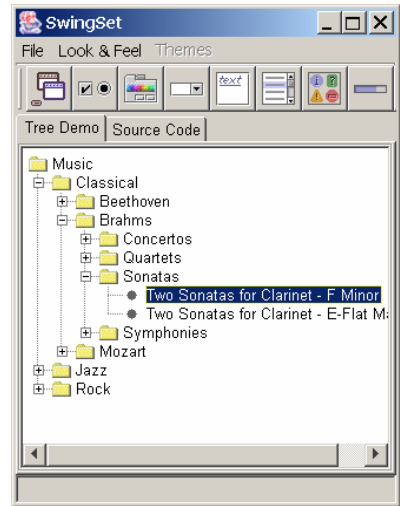 SwingSet
File Look & Feel Themes
text
Tree Demo Source Code
Music
Classical
Beethoven
Brahms
Concertos
Quartets
Sonatas
Two Sonatas for Clarinet - F Minor
Two Sonatas for Clarinet - E-Flat Ma
Symphonies
Mozart
Jazz
Rock